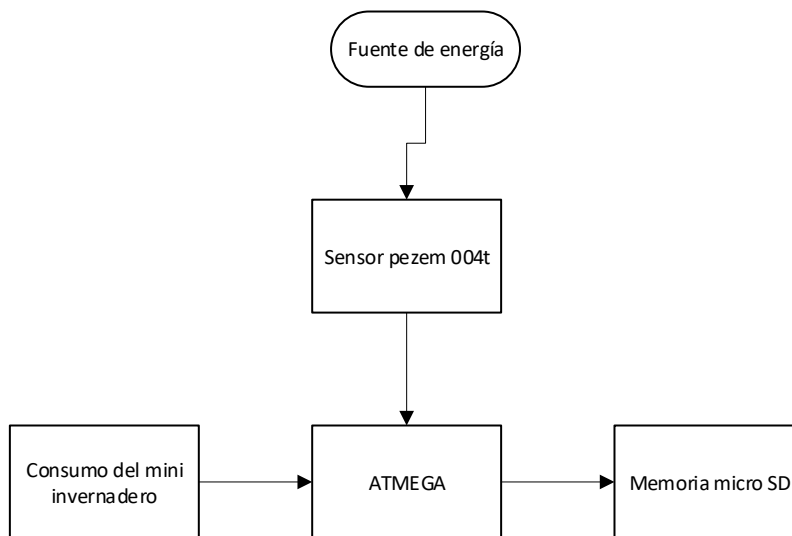 Fuente de energía
Sensor pezem 004t
Consumo del mini
invernadero
ATMEGA
Memoria micro SD